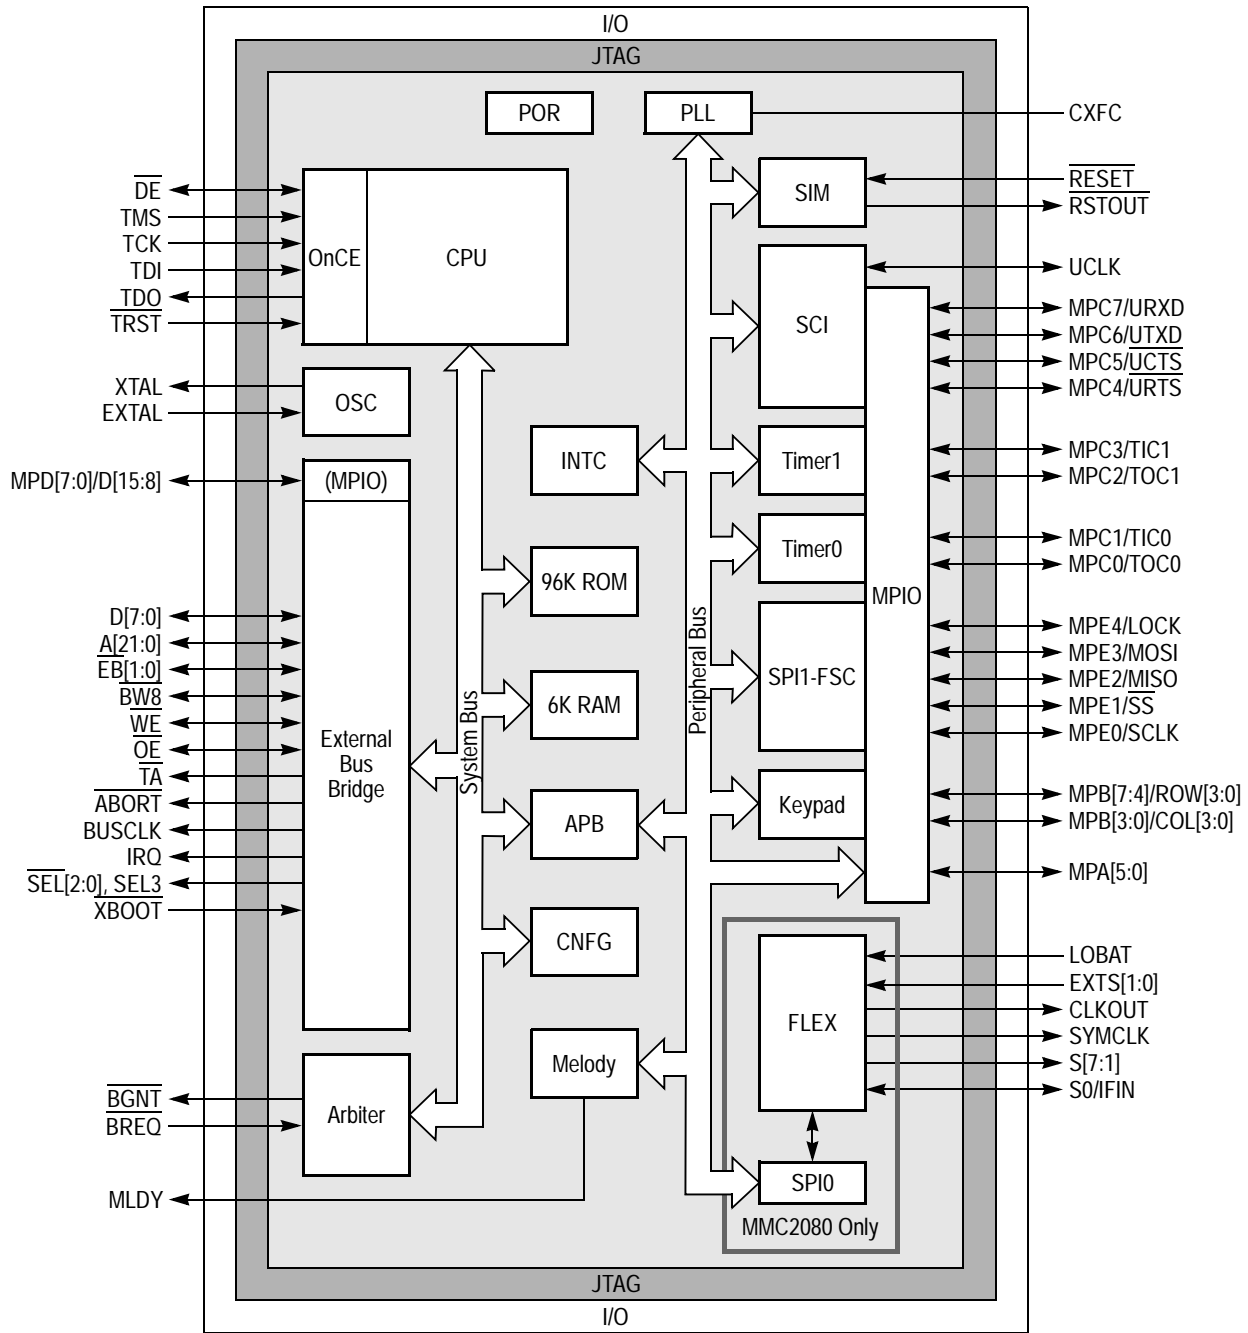 I/O
JTAG
POR
PLL
CXFC
SIM
RESET
RSTOUT
DE
TMS
TCK
TDI
TDO
TRST
OnCE
CPU
SCI
UCLK
MPC7/URXD
MPC6/UTXD
MPC5/UCTS
MPC4/URTS
XTAL
EXTAL
OSC
INTC
Timer1
MPC3/TIC1
MPC2/TOC1
MPD[7:0]/D[15:8]
(MPIO)
Timer0
MPC1/TIC0
MPC0/TOC0
96K ROM
MPIO
D[7:0]
A[21:0]
EB[1:0]
BW8
WE
OE
TA
ABORT
BUSCLK
IRQ
SEL[2:0], SEL3
XBOOT
External
Bus
Bridge
System Bus
6K RAM
Peripheral Bus
SPI1-FSC
MPE4/LOCK
MPE3/MOSI
MPE2/MISO
MPE1/SS
MPE0/SCLK
APB
Keypad
MPB[7:4]/ROW[3:0]
MPB[3:0]/COL[3:0]
MPA[5:0]
CNFG
FLEX
LOBAT
EXTS[1:0]
CLKOUT
SYMCLK
S[7:1]
S0/IFIN
Melody
BGNT
BREQ
Arbiter
MLDY
SPI0
MMC2080 Only
JTAG
I/O